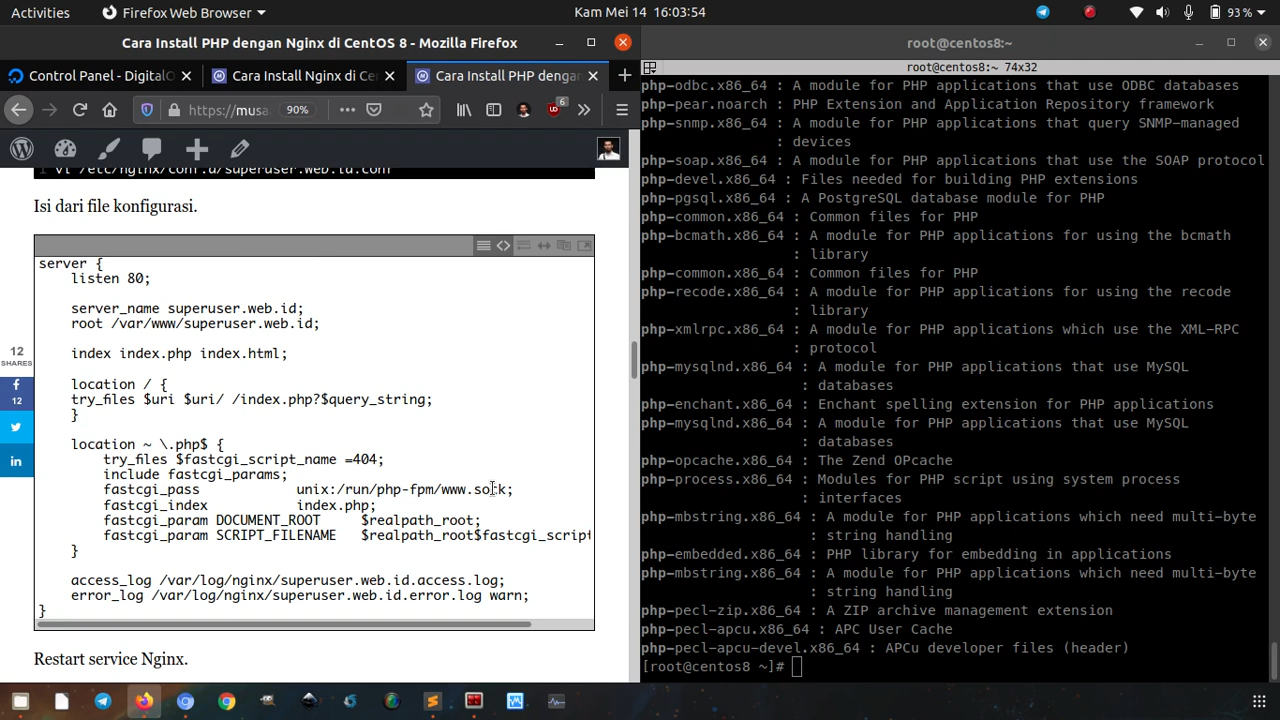 Activities
Firefox Web Browser
Kam Mei 14 16:03:54
93 %
Cara Install PHP dengan Nginx di CentOS 8 - Mozilla Firefox
Control Panel - DigitalO
Cara Install Nginx di Ce
Cara Install PHP denga
https://musa
90%
6
vi /etc/nginx/conf.d/superuser.web.id.conf
Isi dari file konfigurasi.
server {
listen 80;
server_name superuser.web.id;
root /var/www/superuser.web.id;
index index.php index.html;
location / {
try_files $uri $uri/ /index.php?$query_string;
}
location ~ \.php$ {
try_files $fastcgi_script_name =404;
include fastcgi_params;
fastcgi_pass unix:/run/php-fpm/www.sock;
fastcgi_index index.php;
fastcgi_param DOCUMENT_ROOT $realpath_root;
fastcgi_param SCRIPT_FILENAME $realpath_root$fastcgi_script
}
access_log /var/log/nginx/superuser.web.id.access.log;
error_log /var/log/nginx/superuser.web.id.error.log warn;
}
12
SHARES
12
Restart service Nginx.
root@centos8:~
root@centos8:~ 74x32
php-odbc.x86_64 : A module for PHP applications that use ODBC databases
php-pear.noarch : PHP Extension and Application Repository framework
php-snmp.x86_64 : A module for PHP applications that query SNMP-managed
: devices
php-soap.x86_64 : A module for PHP applications that use the SOAP protocol
php-devel.x86_64 : Files needed for building PHP extensions
php-pgsql.x86_64 : A PostgreSQL database module for PHP
php-common.x86_64 : Common files for PHP
php-bcmath.x86_64 : A module for PHP applications for using the bcmath
: library
php-common.x86_64 : Common files for PHP
php-recode.x86_64 : A module for PHP applications for using the recode
: library
php-xmlrpc.x86_64 : A module for PHP applications which use the XML-RPC
: protocol
php-mysqlnd.x86_64 : A module for PHP applications that use MySQL
: databases
php-enchant.x86_64 : Enchant spelling extension for PHP applications
php-mysqlnd.x86_64 : A module for PHP applications that use MySQL
: databases
php-opcache.x86_64 : The Zend OPcache
php-process.x86_64 : Modules for PHP script using system process
: interfaces
php-mbstring.x86_64 : A module for PHP applications which need multi-byte
: string handling
php-embedded.x86_64 : PHP library for embedding in applications
php-mbstring.x86_64 : A module for PHP applications which need multi-byte
: string handling
php-pecl-zip.x86_64 : A ZIP archive management extension
php-pecl-apcu.x86_64 : APC User Cache
php-pecl-apcu-devel.x86_64 : APCu developer files (header)
[root@centos8 ~]#